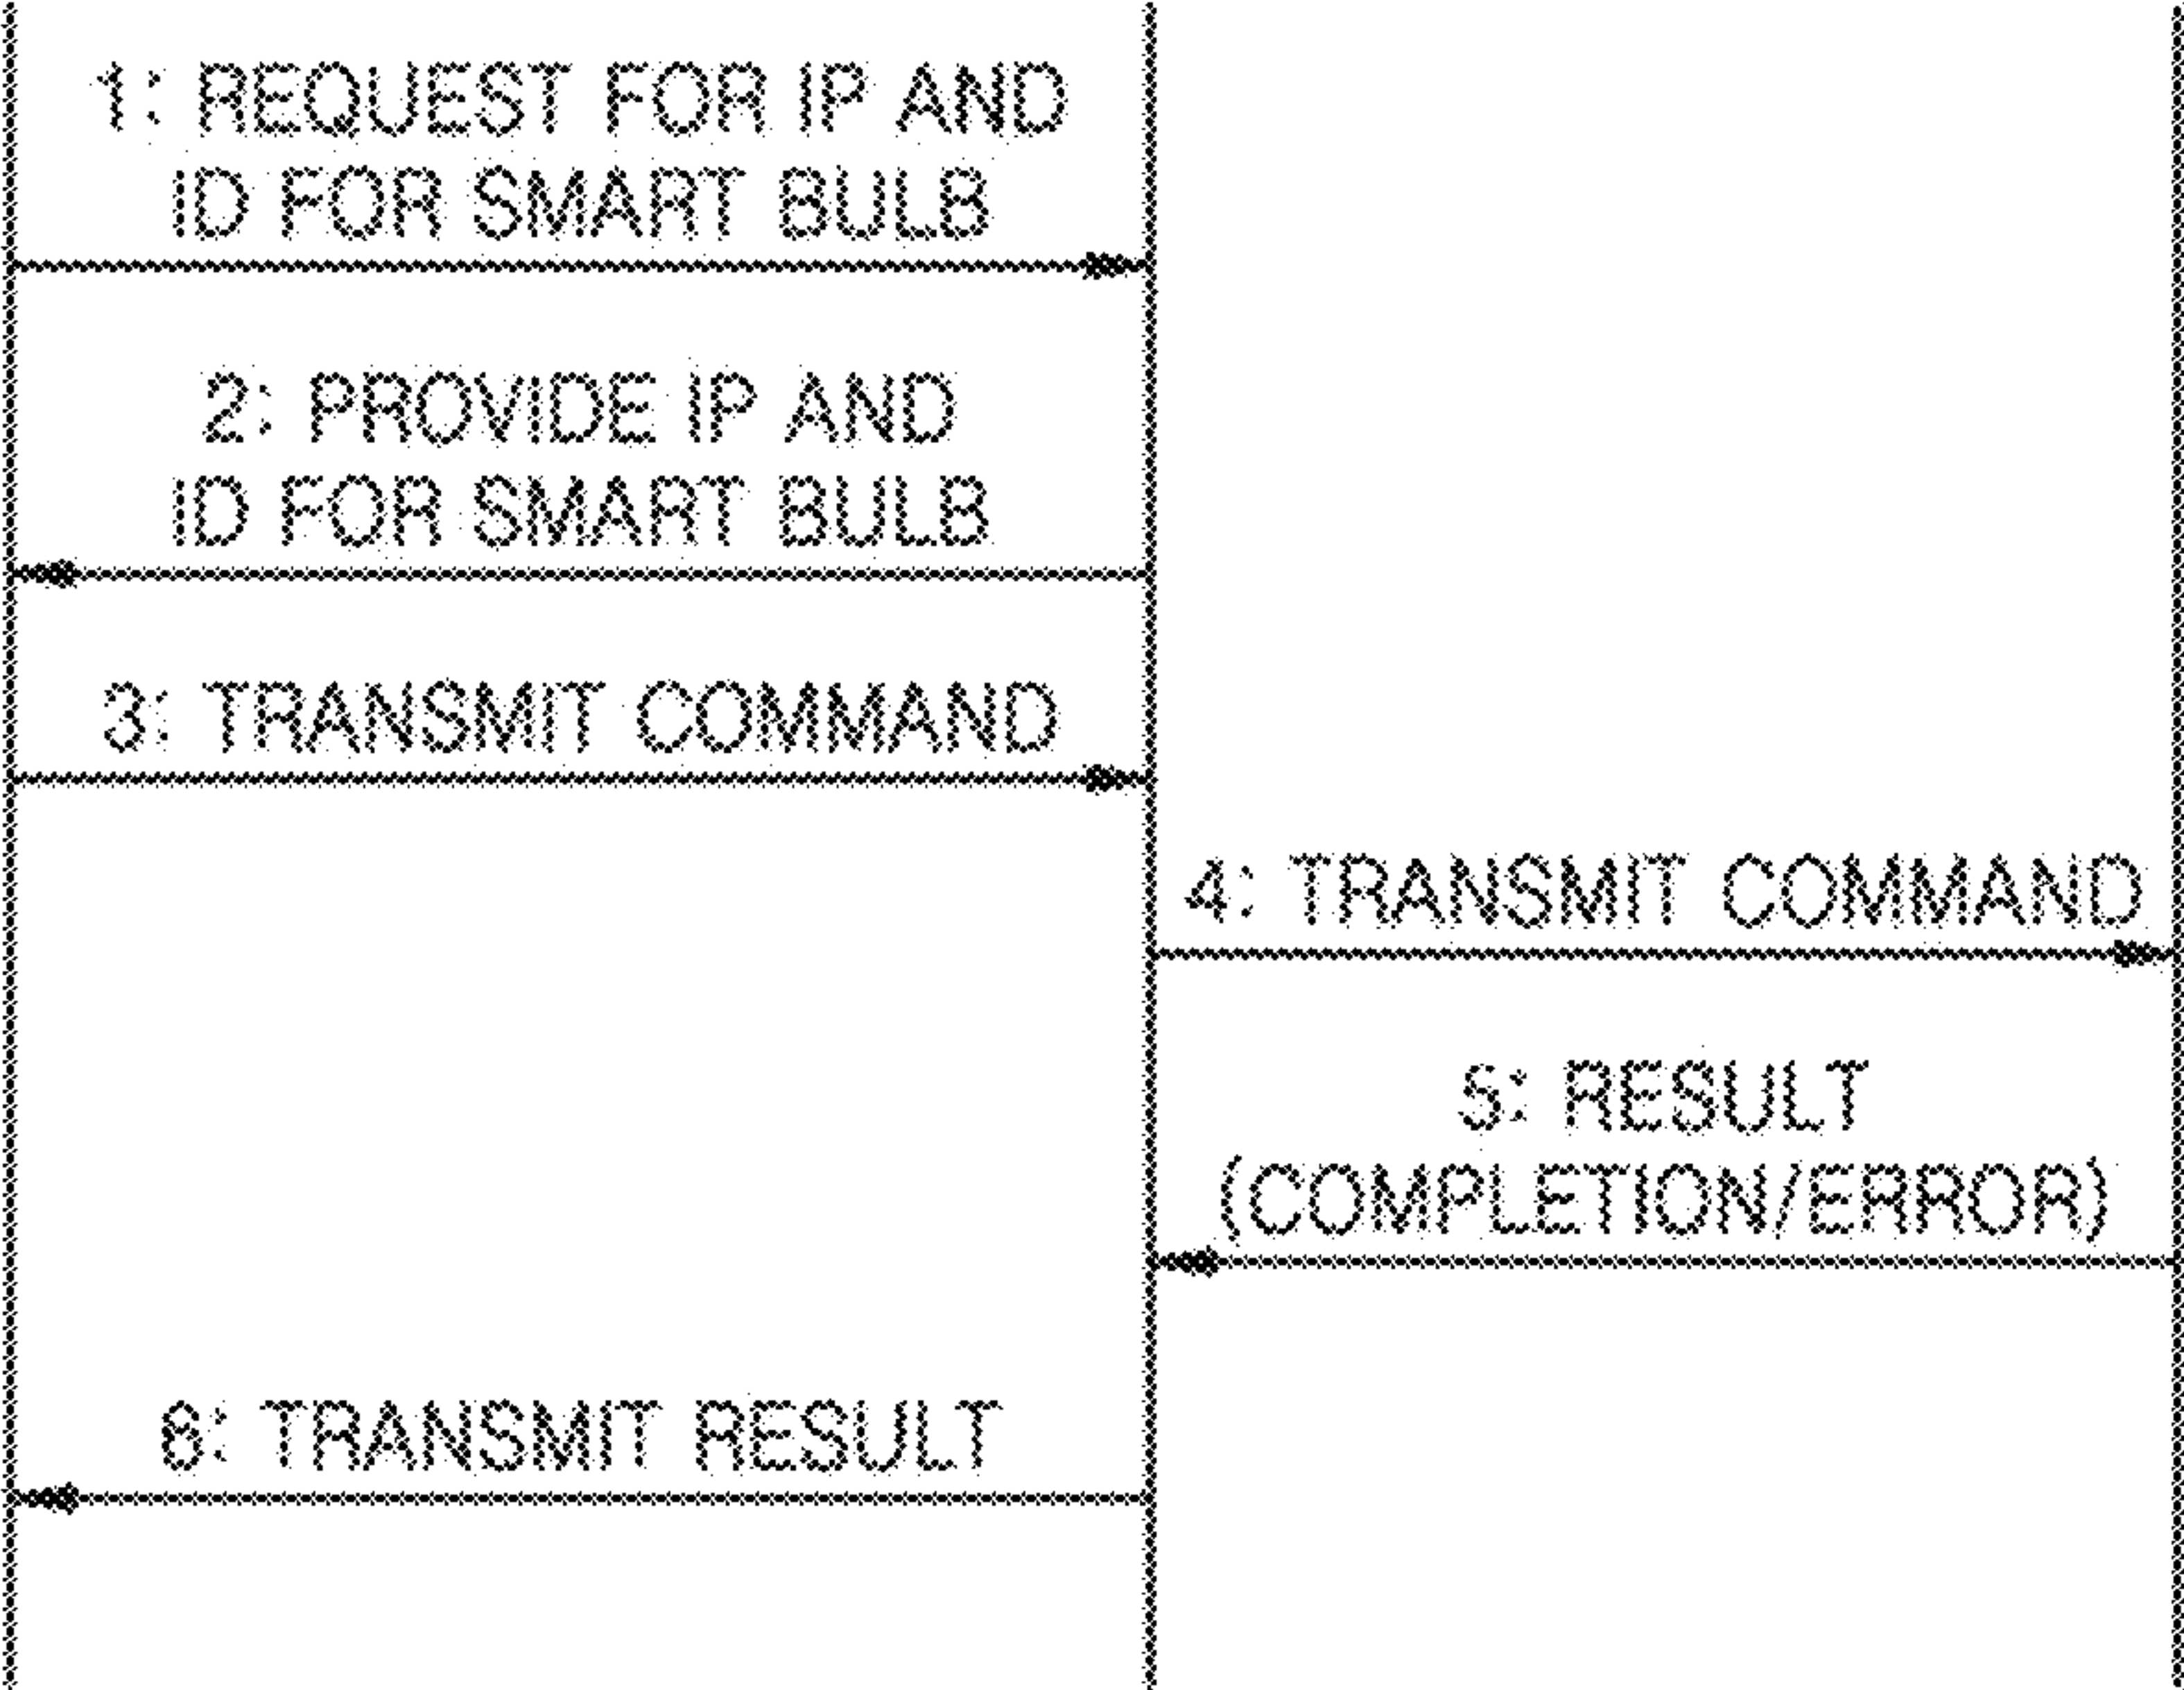 1: REQUEST FOR IP AND
ID FOR SMART BULB
2: PROVIDE IP AND
ID FOR SMART BULB
3: TRANSMIT COMMAND
4: TRANSMIT COMMAND
5: RESULT
(COMPLETION/ERROR)
6: TRANSMIT RESULT